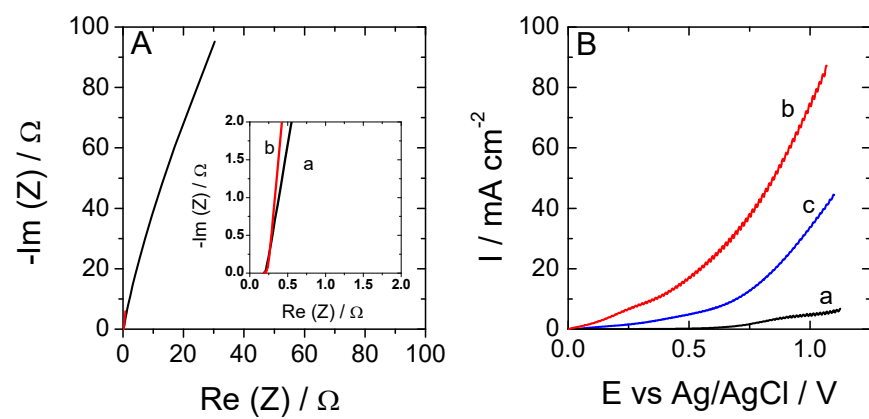 A
100
80
60
40
20
0
-Im (Z) / Ω
0 20 40 60 80 100
Re (Z) / Ω
2.0
1.5
1.0
0.5
0.0
-Im (Z) / Ω
0.0 0.5 1.0 1.5 2.0
Re (Z) / Ω
b
a
B
100
80
60
40
20
0
I / mA cm-2
0.0 0.5 1.0
E vs Ag/AgCl / V
b
c
a